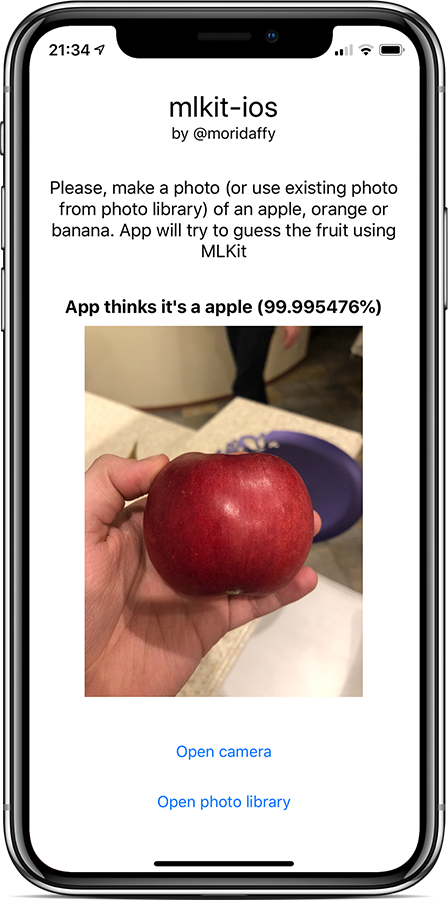 21:34
mlkit-ios
by @moridaffy
Please, make a photo (or use existing photo
from photo library) of an apple, orange or
banana. App will try to guess the fruit using
MLKit
App thinks it's a apple (99.995476%)
Open camera
Open photo library